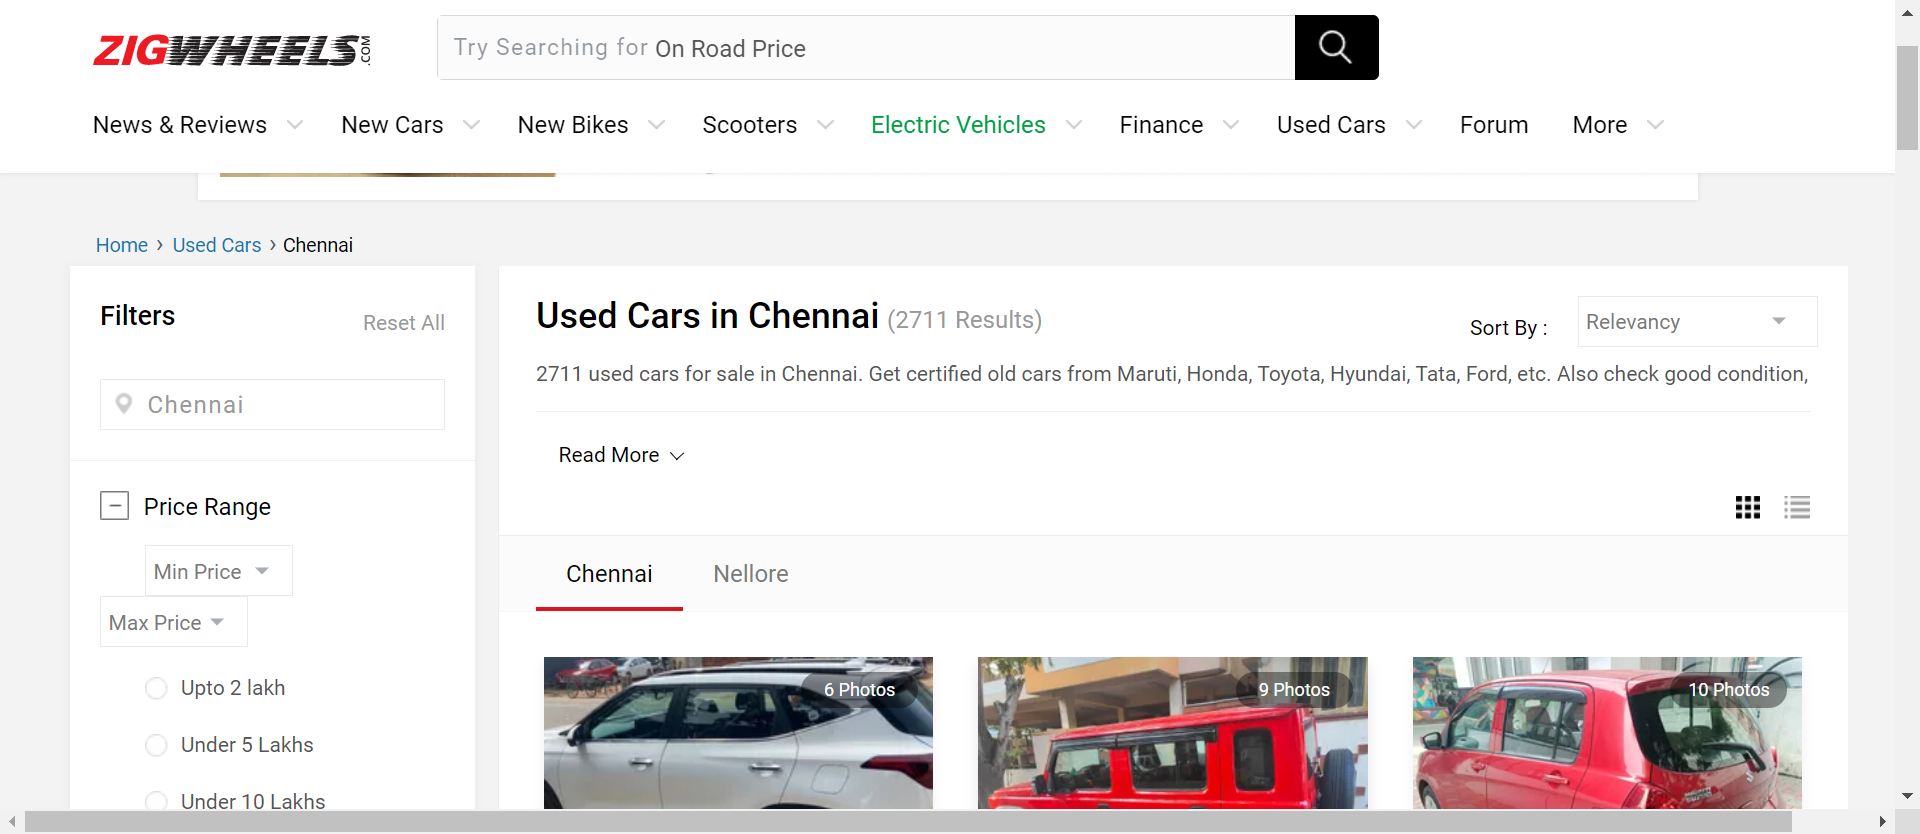 ZIGWHEELS.COM
Try Searching for On Road Price
News & Reviews New Cars New Bikes Scooters Electric Vehicles Finance Used Cars Forum More
Home › Used Cars › Chennai
Filters
Reset All
Chennai
Price Range
Min Price
Max Price
Upto 2 lakh
Under 5 Lakhs
Under 10 Lakhs
Used Cars in Chennai (2711 Results)
Sort By :
Relevancy
2711 used cars for sale in Chennai. Get certified old cars from Maruti, Honda, Toyota, Hyundai, Tata, Ford, etc. Also check good condition,
Read More
Chennai Nellore
6 Photos
9 Photos
10 Photos